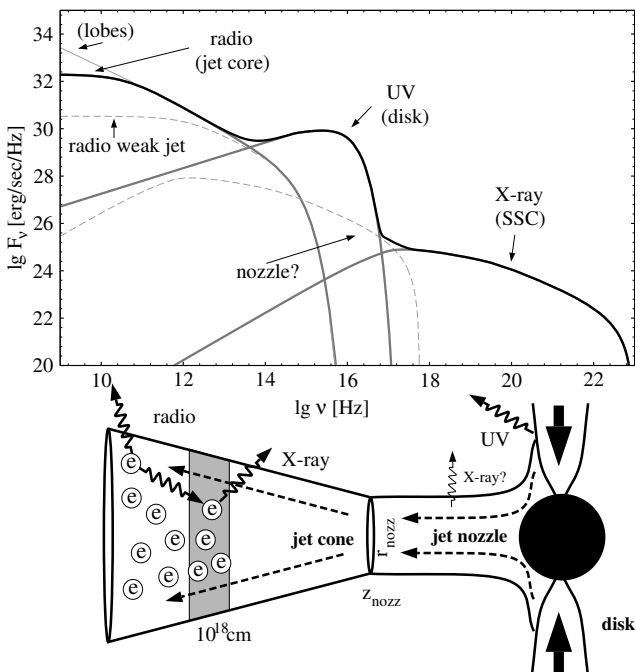 34
32
30
28
26
24
22
20
lg Fν [erg/sec/Hz]
(lobes)
radio
(jet core)
UV
(disk)
radio weak jet
X-ray
(SSC)
nozzle?
10 12 14 16 18 20 22
lg ν [Hz]
radio
UV
X-ray
X-ray?
e
e
e
e
e
e
e
e
e
e
e
jet cone
r_nozz
jet nozzle
z_nozz
10^18cm
disk